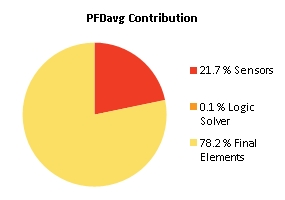 PFDavg Contribution
21.7 % Sensors
0.1 % Logic
Solver
78.2 % Final
Elements